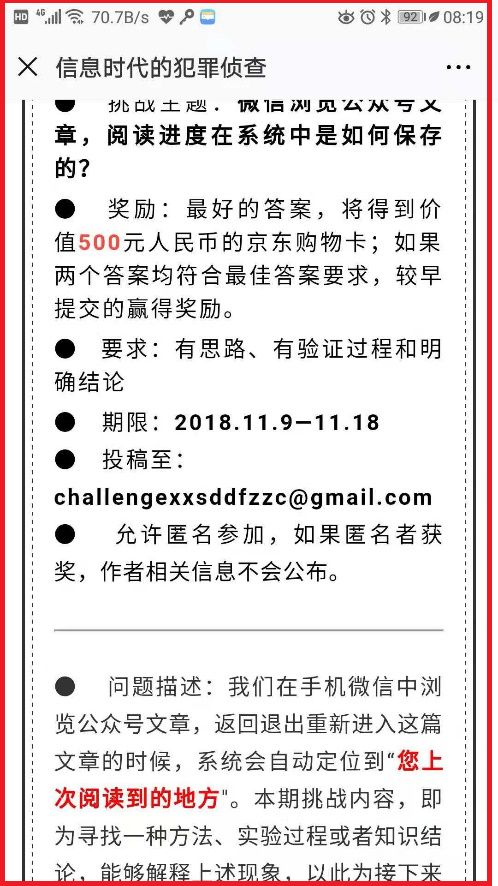 HD 4G 70.7B/s 92 08:19
信息时代的犯罪侦查
● 挑战主题：微信浏览公众号文
章，阅读进度在系统中是如何保存
的？
● 奖励：最好的答案，将得到价
值500元人民币的京东购物卡；如果
两个答案均符合最佳答案要求，较早
提交的赢得奖励。
● 要求：有思路、有验证过程和明
确结论
● 期限：2018.11.9—11.18
● 投稿至：
challengexxsddfzzc@gmail.com
● 允许匿名参加，如果匿名者获
奖，作者相关信息不会公布。
● 问题描述：我们在手机微信中浏
览公众号文章，返回退出重新进入这篇
文章的时候，系统会自动定位到“您上
次阅读到的地方"。本期挑战内容，即
为寻找一种方法、实验过程或者知识结
论，能够解释上述现象，以此为接下来